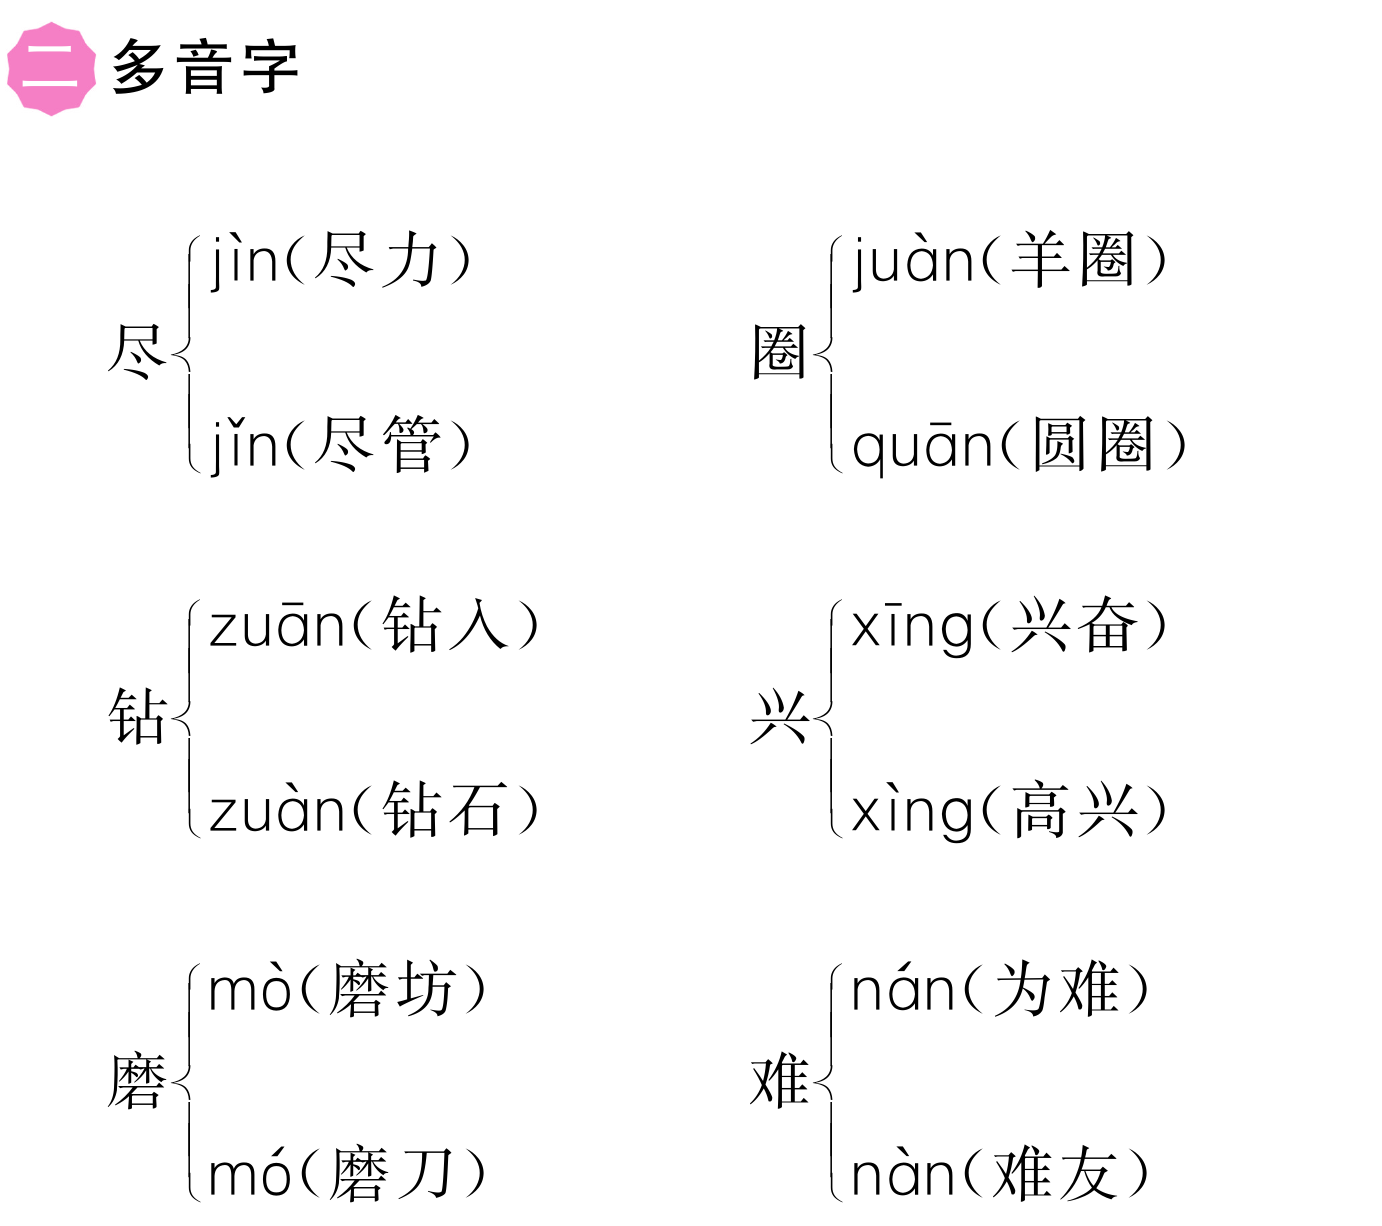 二 多音字
尽 jìn(尽力)
jǐn(尽管)
圈 juàn(羊圈)
quān(圆圈)
钻 zuān(钻入)
zuàn(钻石)
兴 xīng(兴奋)
xìng(高兴)
磨 mò(磨坊)
mó(磨刀)
难 nán(为难)
nàn(难友)